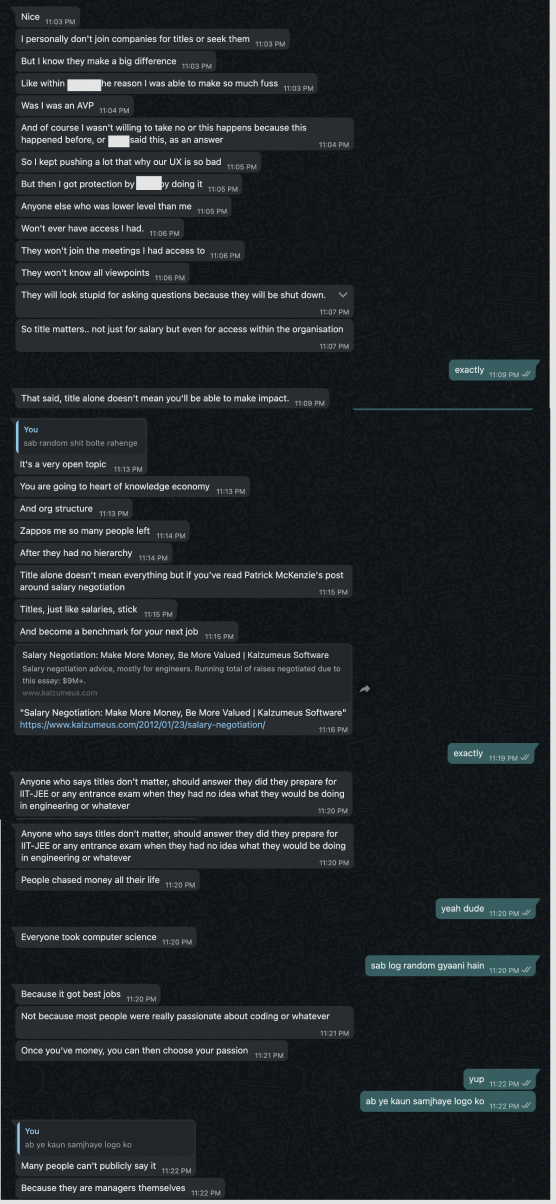 Nice 11:03 PM
I personally don't join companies for titles or seek them 11:03 PM
But I know they make a big difference 11:03 PM
Like within he reason I was able to make so much fuss 11:03 PM
Was I was an AVP 11:04 PM
And of course I wasn't willing to take no or this happens because this
happened before, or said this, as an answer 11:04 PM
So I kept pushing a lot that why our UX is so bad 11:05 PM
But then I got protection by by doing it 11:05 PM
Anyone else who was lower level than me 11:05 PM
Won't ever have access I had. 11:06 PM
They won't join the meetings I had access to 11:06 PM
They won't know all viewpoints 11:06 PM
They will look stupid for asking questions because they will be shut down.
11:07 PM
So title matters.. not just for salary but even for access within the organisation
11:07 PM
exactly 11:09 PM
That said, title alone doesn't mean you'll be able to make impact. 11:09 PM
You
sab random shit bolte rahenge
It's a very open topic 11:13 PM
You are going to heart of knowledge economy 11:13 PM
And org structure 11:13 PM
Zappos me so many people left 11:14 PM
After they had no hierarchy 11:14 PM
Title alone doesn't mean everything but if you've read Patrick McKenzie's post
around salary negotiation 11:15 PM
Titles, just like salaries, stick 11:15 PM
And become a benchmark for your next job 11:15 PM
Salary Negotiation: Make More Money, Be More Valued | Kalzumeus Software
Salary negotiation advice, mostly for engineers. Running total of raises negotiated due to
this essay: $9M+.
www.kalzumeus.com
"Salary Negotiation: Make More Money, Be More Valued | Kalzumeus Software"
https://www.kalzumeus.com/2012/01/23/salary-negotiation/ 11:16 PM
exactly 11:19 PM
Anyone who says titles don't matter, should answer they did they prepare for
IIT-JEE or any entrance exam when they had no idea what they would be doing
in engineering or whatever 11:20 PM
Anyone who says titles don't matter, should answer they did they prepare for
IIT-JEE or any entrance exam when they had no idea what they would be doing
in engineering or whatever 11:20 PM
People chased money all their life 11:20 PM
yeah dude 11:20 PM
Everyone took computer science 11:20 PM
sab log random gyaani hain 11:20 PM
Because it got best jobs 11:20 PM
Not because most people were really passionate about coding or whatever
11:21 PM
Once you've money, you can then choose your passion 11:21 PM
yup 11:22 PM
ab ye kaun samjhaye logo ko 11:22 PM
You
ab ye kaun samjhaye logo ko
Many people can't publicly say it 11:22 PM
Because they are managers themselves 11:22 PM